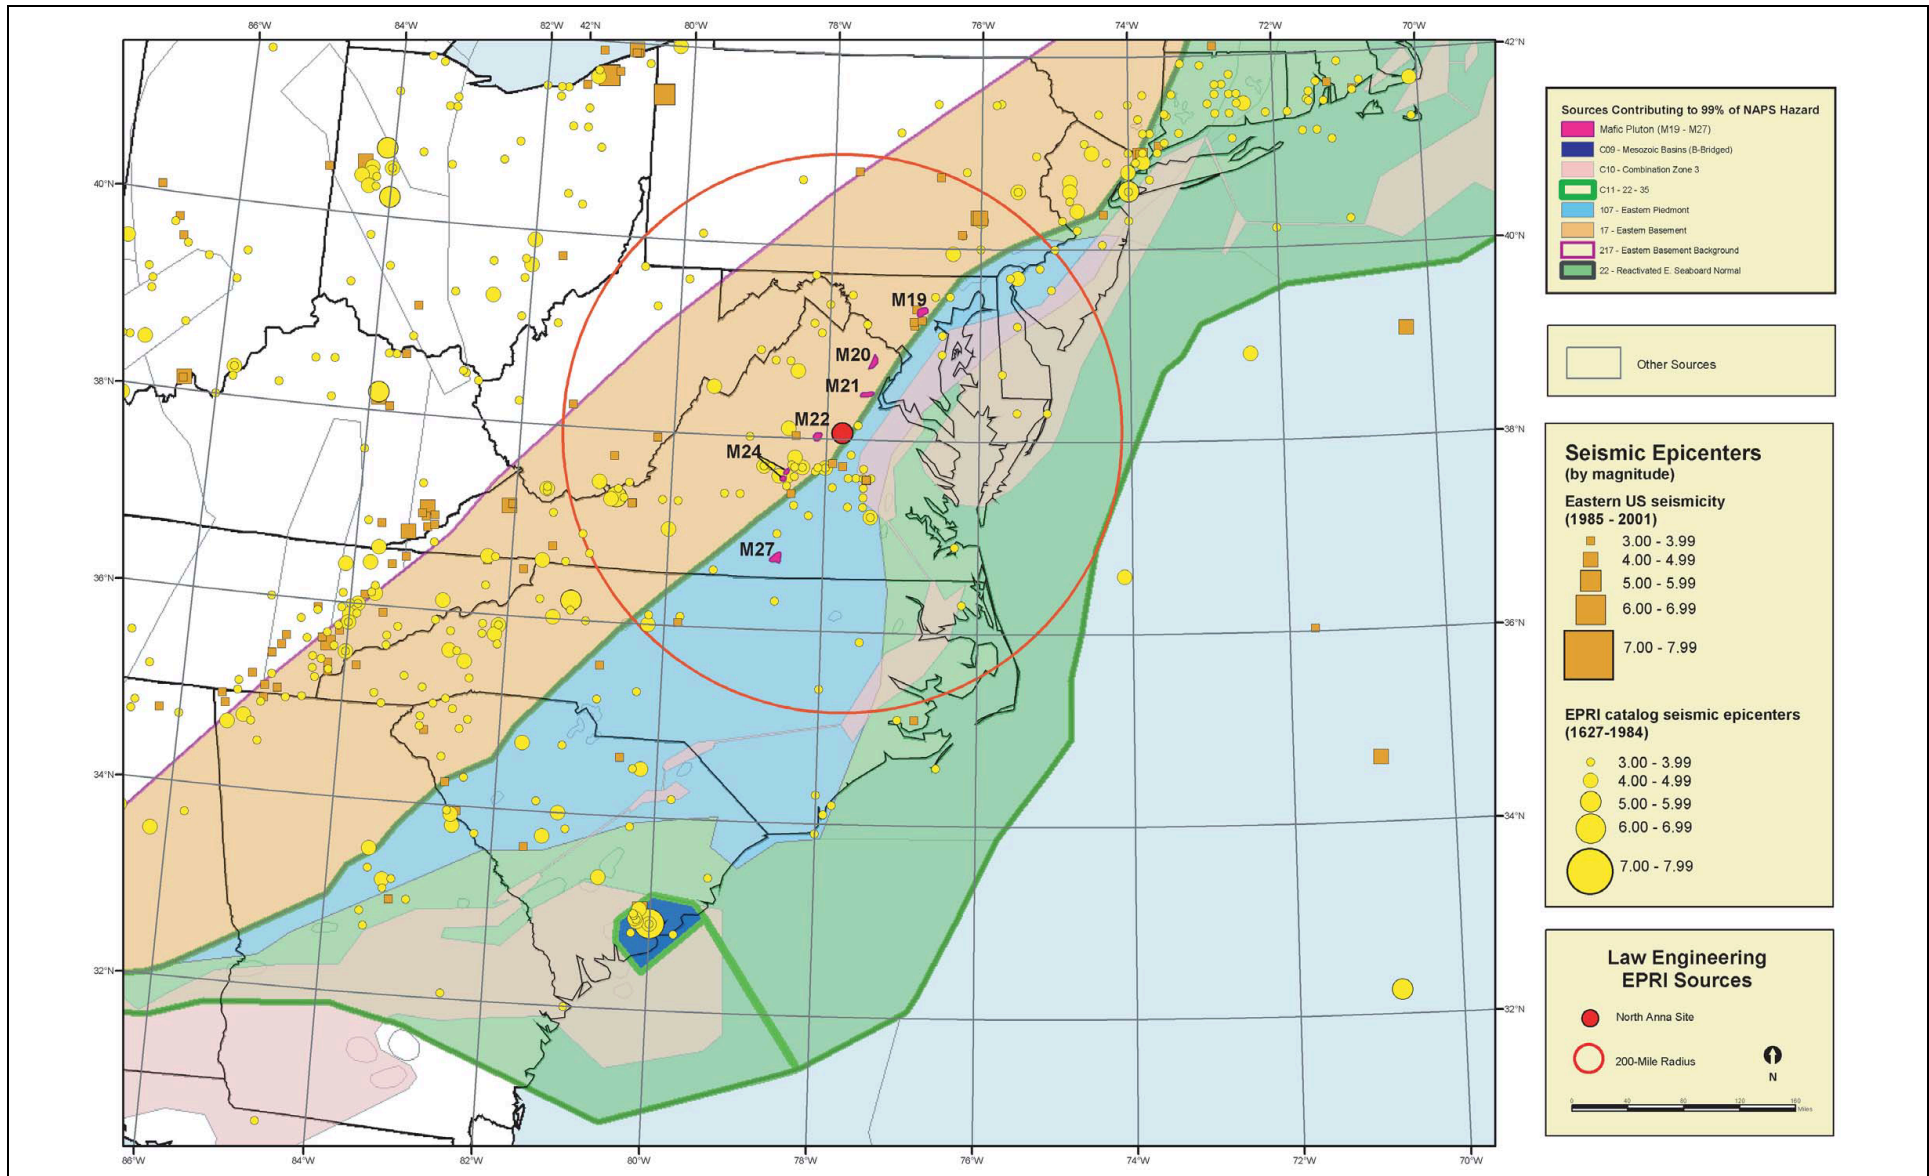 86°W 84°W 82°W 42°N 80°W 78°W 76°W 74°W 72°W 70°W
42°N
40°N
40°N
38°N
38°N
36°N
36°N
34°N
34°N
32°N
32°N
M19
M20
M21
M22
M24
M27
86°W 84°W 82°W 80°W 78°W 76°W 74°W 72°W 70°W
Sources Contributing to 99% of NAPS Hazard
Mafic Pluton (M19 - M27)
C09 - Mesozoic Basins (B-Bridged)
C10 - Combination Zone 3
C11 - 22 - 35
107 - Eastern Piedmont
17 - Eastern Basement
217 - Eastern Basement Background
22 - Reactivated E. Seaboard Normal
Other Sources
Seismic Epicenters
(by magnitude)
Eastern US seismicity
(1985 - 2001)
3.00 - 3.99
4.00 - 4.99
5.00 - 5.99
6.00 - 6.99
7.00 - 7.99
EPRI catalog seismic epicenters
(1627-1984)
3.00 - 3.99
4.00 - 4.99
5.00 - 5.99
6.00 - 6.99
7.00 - 7.99
Law Engineering
EPRI Sources
North Anna Site
200-Mile Radius
N
0 40 80 120 160
Miles